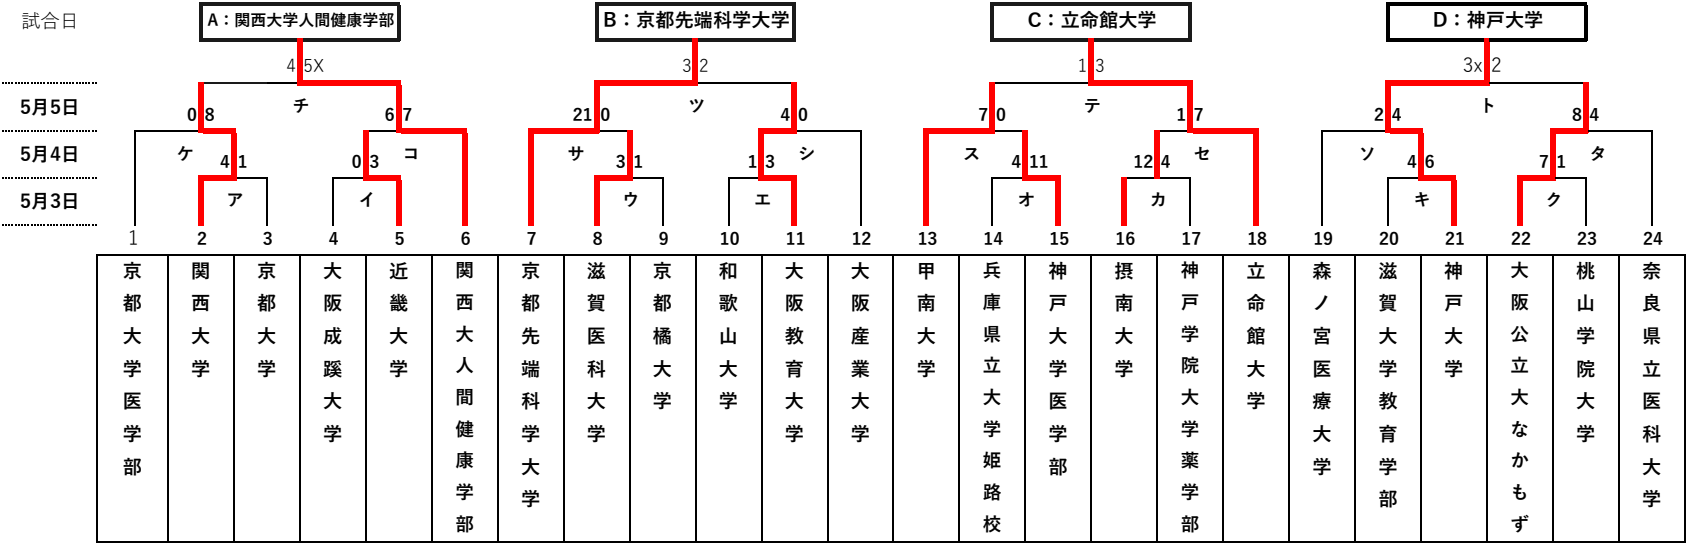 試合日
A：関西大学人間健康学部
B：京都先端科学大学
C：立命館大学
D：神戸大学
4 5X
3 2
1 3
3x 2
5月5日
チ
ツ
テ
ト
0 8
6 7
21 0
4 0
7 0
1 7
2 4
8 4
5月4日
ケ
コ
サ
シ
ス
セ
ソ
タ
4 1
0 3
3 1
1 3
4 11
12 4
4 6
7 1
5月3日
ア
イ
ウ
エ
オ
カ
キ
ク
1
2
3
4
5
6
7
8
9
10
11
12
13
14
15
16
17
18
19
20
21
22
23
24
京都大学医学部
関西大学
京都大学
大阪成蹊大学
近畿大学
関西大人間健康学部
京都先端科学大学
滋賀医科大学
京都橘大学
和歌山大学
大阪教育大学
大阪産業大学
甲南大学
兵庫県立大学姫路校
神戸大学医学部
摂南大学
神戸学院大学薬学部
立命館大学
森ノ宮医療大学
滋賀大学教育学部
神戸大学
大阪公立大なかもず
桃山学院大学
奈良県立医科大学